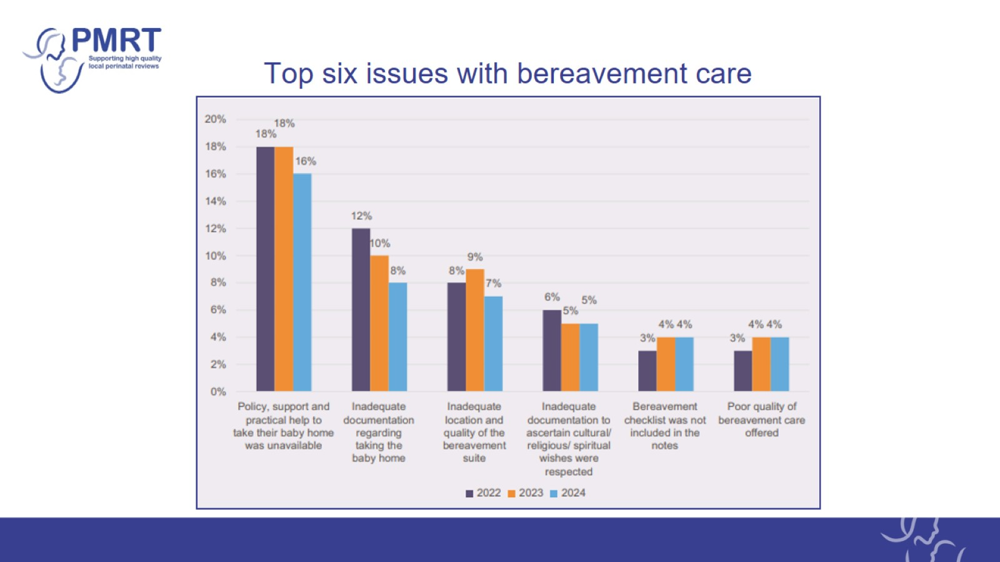 PMRT
Supporting high quality
local perinatal reviews
Top six issues with bereavement care
20%
18%
16%
14%
12%
10%
8%
6%
4%
2%
0%
18%
18%
16%
12%
10%
8%
8%
9%
7%
6%
5%
5%
3%
4%
4%
3%
4%
4%
Policy, support and
practical help to
take their baby home
was unavailable
Inadequate
documentation
regarding
taking the
baby home
Inadequate
location and
quality of the
bereavement
suite
Inadequate
documentation to
ascertain cultural/
religious/ spiritual
wishes were
respected
Bereavement
checklist was not
included in the
notes
Poor quality of
bereavement care
offered
2022 2023 2024